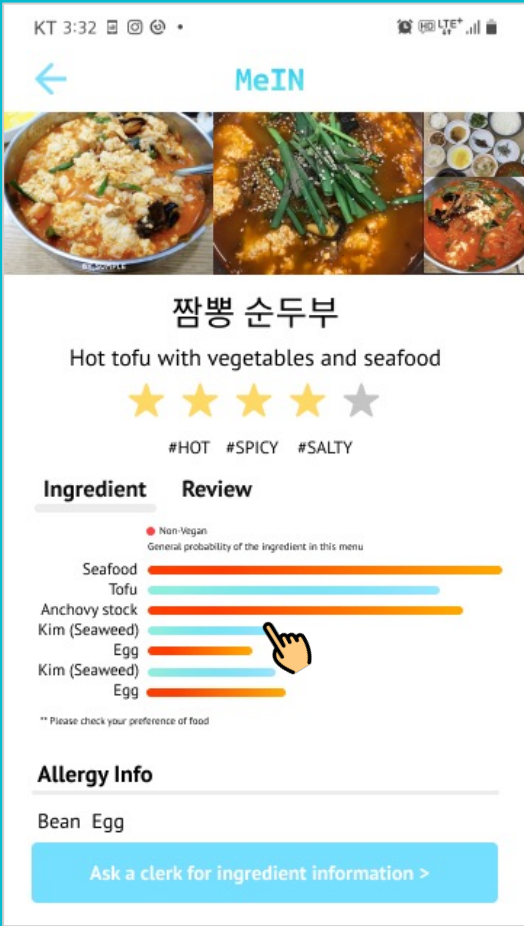 KT 3:32
HD LTE+
MeIN
짬뽕 순두부
Hot tofu with vegetables and seafood
#HOT #SPICY #SALTY
Ingredient Review
Non-Vegan
General probability of the ingredient in this menu
Seafood
Tofu
Anchovy stock
Kim (Seaweed)
Egg
Kim (Seaweed)
Egg
** Please check your preference of food
Allergy Info
Bean Egg
Ask a clerk for ingredient information >